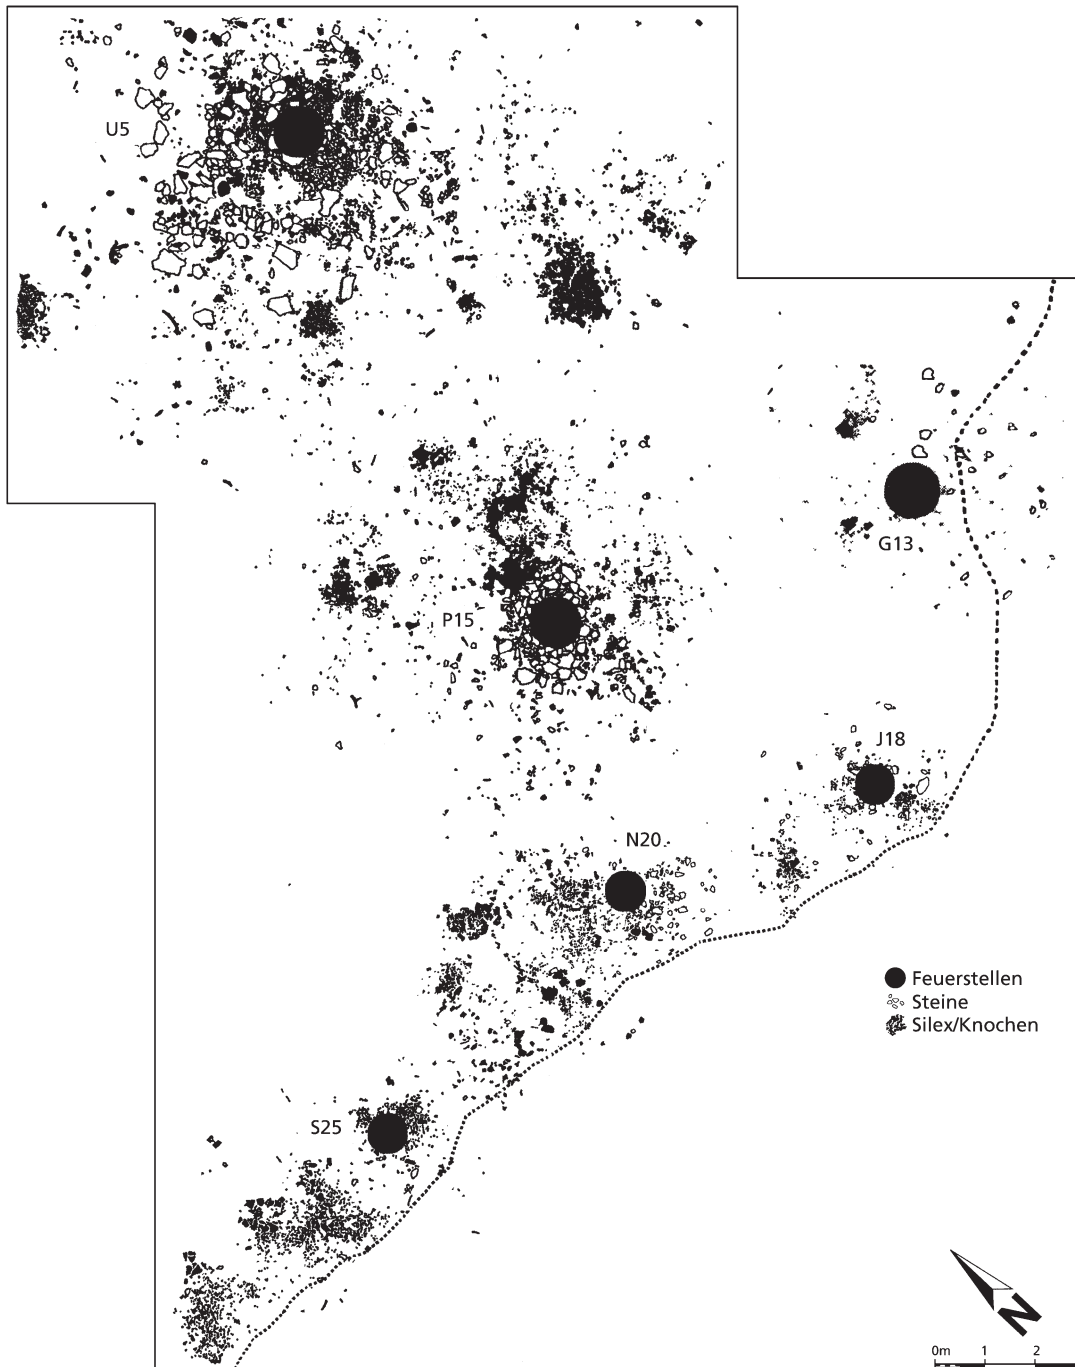 U5
G13
P15
J18
N20
Feuerstellen
Steine
Silex/Knochen
S25
N
0m 1 2